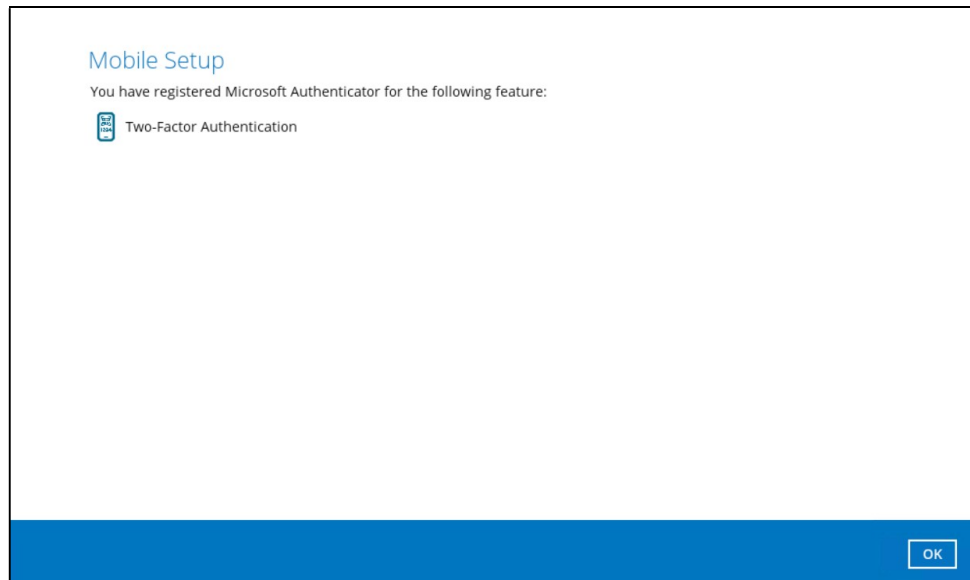 Mobile Setup
You have registered Microsoft Authenticator for the following feature:
Two-Factor Authentication
OK